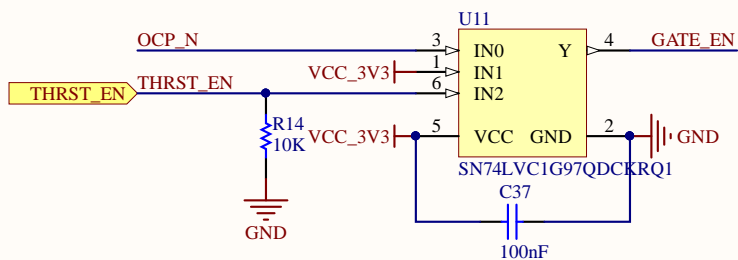 U11
OCP_N 3 IN0 Y 4 GATE_EN
VCC_3V3 1 IN1
THRST_EN THRST_EN 6 IN2
R14
10K
VCC_3V3 5 VCC GND 2 GND
SN74LVC1G97QDCKRQ1
C37
GND
100nF